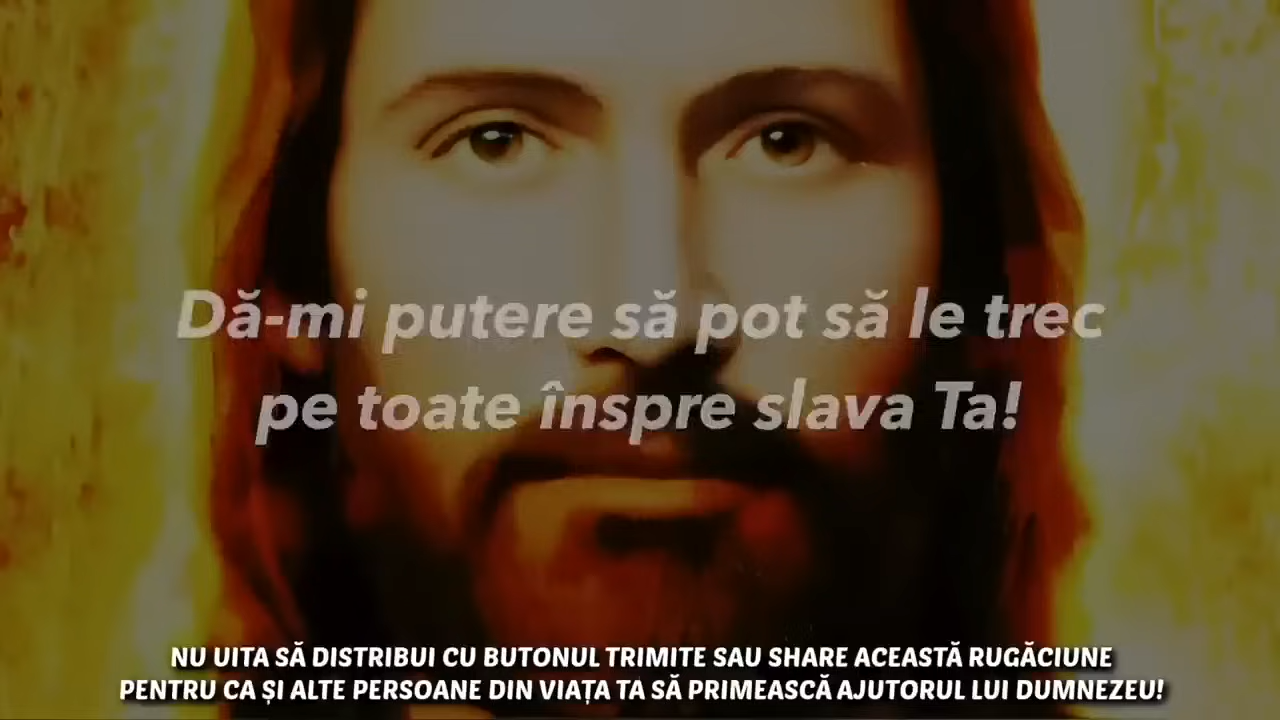 Dă-mi putere să pot să le trec
pe toate înspre slava Ta!
NU UITA SĂ DISTRIBUI CU BUTONUL TRIMITE SAU SHARE ACEASTĂ RUGĂCIUNE
PENTRU CA ȘI ALTE PERSOANE DIN VIAȚA TA SĂ PRIMEASCĂ AJUTORUL LUI DUMNEZEU!